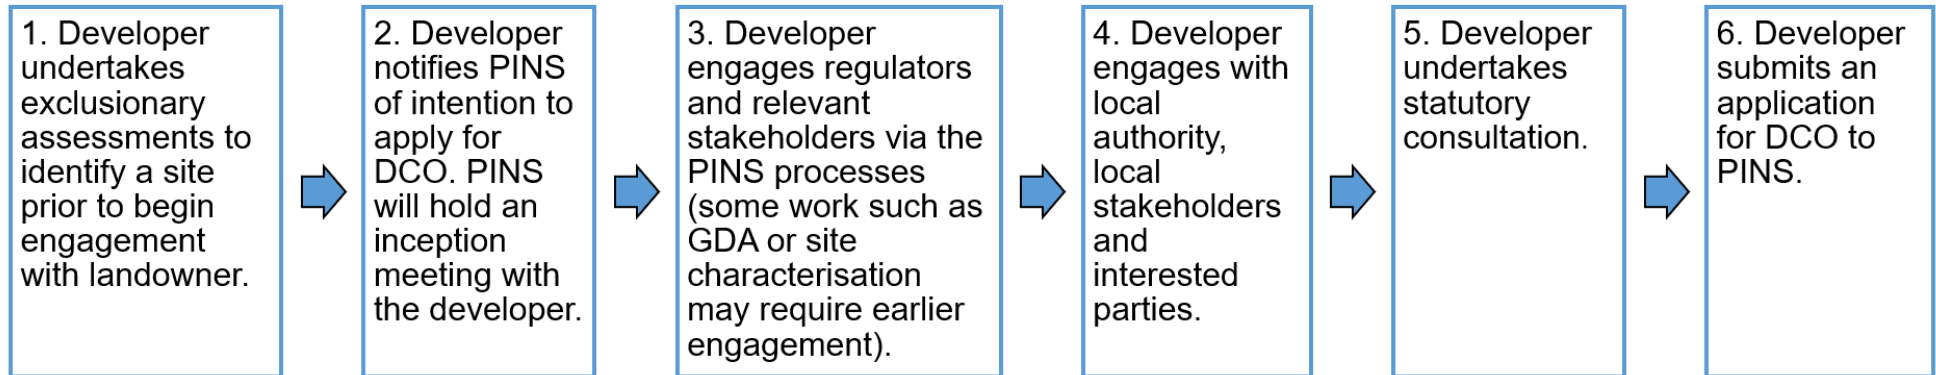 1. Developer
undertakes
exclusionary
assessments to
identify a site
prior to begin
engagement
with landowner.
2. Developer
notifies PINS
of intention to
apply for
DCO. PINS
will hold an
inception
meeting with
the developer.
3. Developer
engages regulators
and relevant
stakeholders via the
PINS processes
(some work such as
GDA or site
characterisation
may require earlier
engagement).
4. Developer
engages with
local
authority,
local
stakeholders
and
interested
parties.
5. Developer
undertakes
statutory
consultation.
6. Developer
submits an
application
for DCO to
PINS.